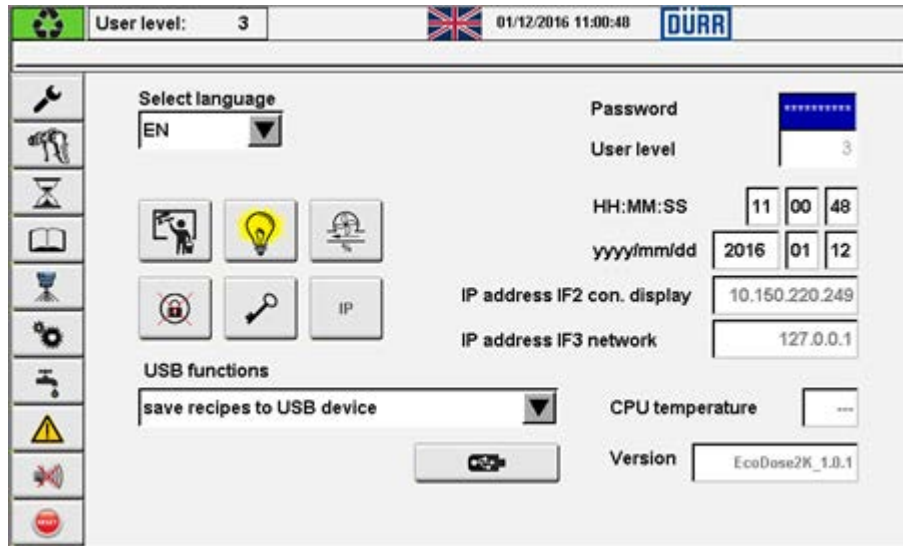 User level: 3
01/12/2016 11:00:48
DÜRR
Select language
EN
Password
**********
User level
3
HH:MM:SS
11 00 48
yyyy/mm/dd
2016 01 12
IP
IP address IF2 con. display
10.150.220.249
IP address IF3 network
127.0.0.1
USB functions
save recipes to USB device
CPU temperature
---
Version
EcoDose2K_1.0.1
RESET